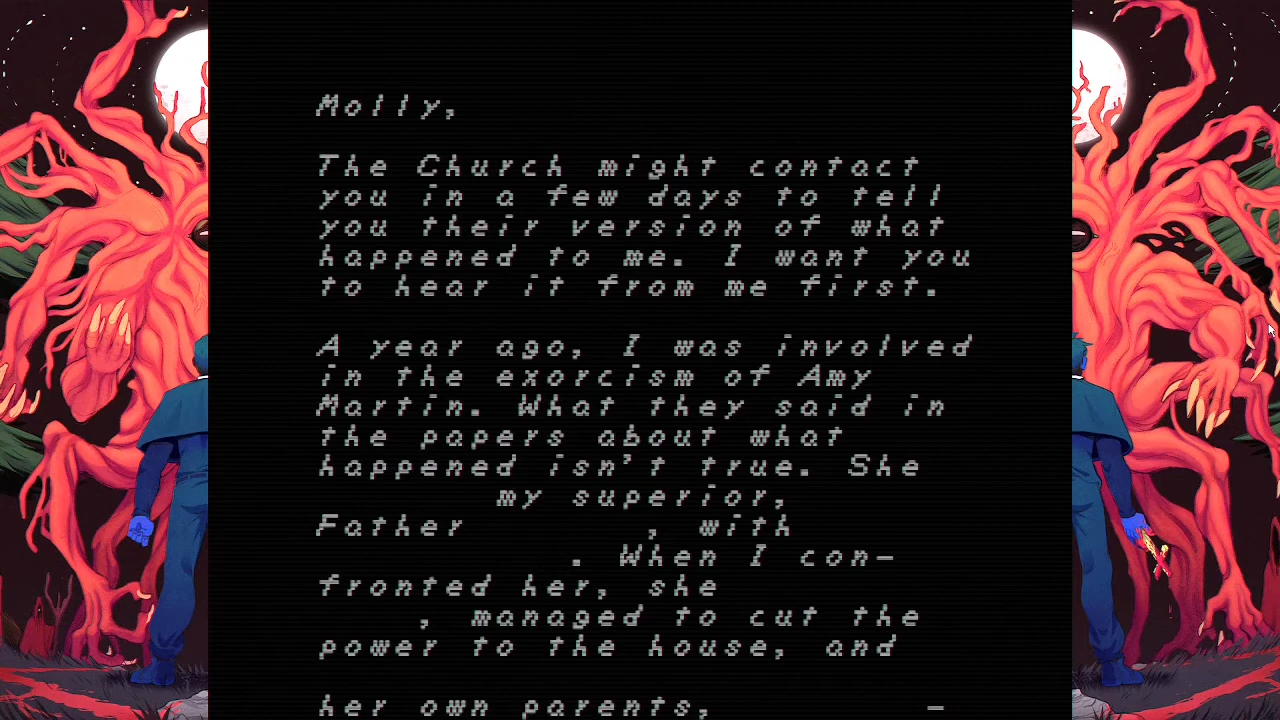 Molly,
The Church might contact
you in a few days to tell
you their version of what
happened to me. I want you
to hear it from me first.
A year ago, I was involved
in the exorcism of Amy
Martin. What they said in
the papers about what
happened isn't true. She
my superior,
Father , with
. When I con-
fronted her, she
, managed to cut the
power to the house, and
her own parents, -